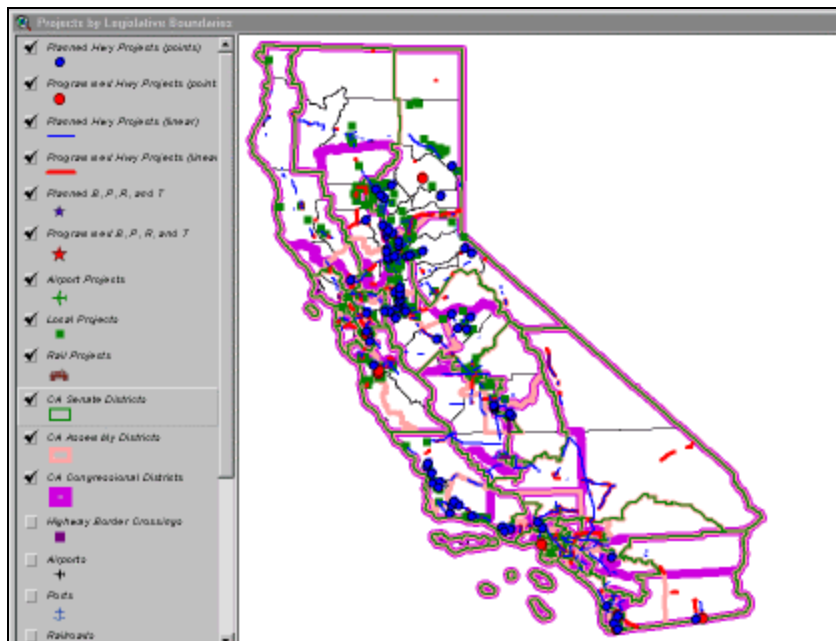 Projects by Legislative Boundaries
Planned Hwy Projects (points)
Programmed Hwy Projects (point
Planned Hwy Projects (linear)
Programmed Hwy Projects (linea
Planned B, P, R, and T
Programmed B, P, R, and T
Airport Projects
Local Projects
Rail Projects
CA Senate Districts
CA Assembly Districts
CA Congressional Districts
Highway Border Crossings
Airports
Ports
Railroads